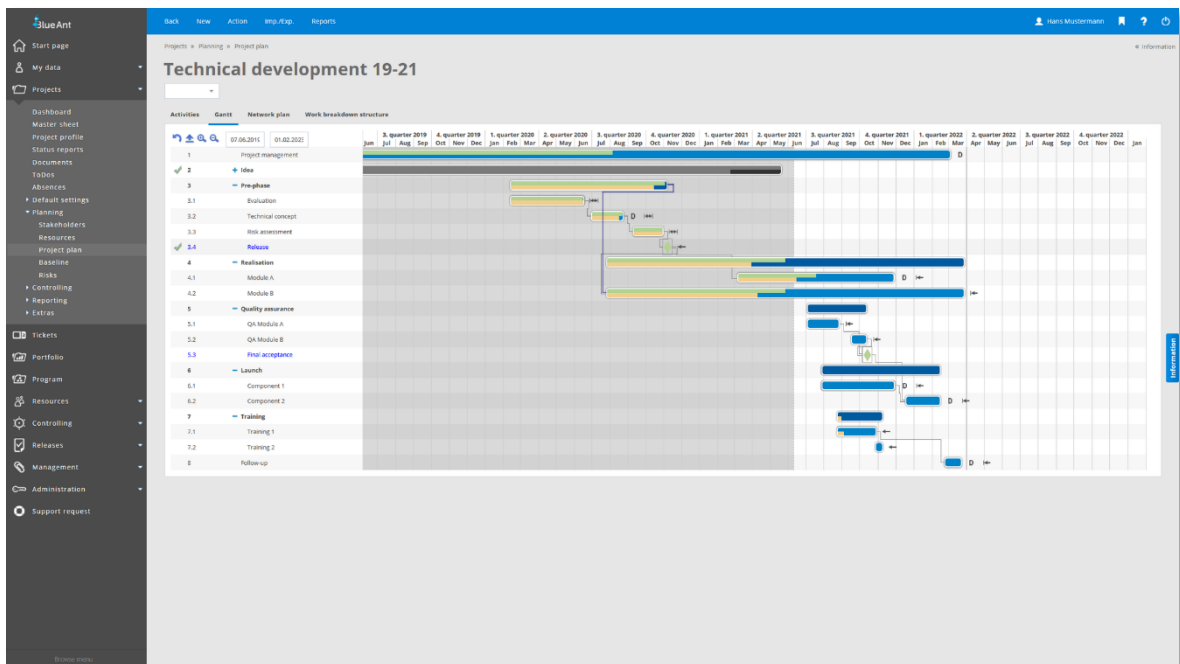 BlueAnt
Back New Action Imp./Exp. Reports
Hans Mustermann ?
Start page
My data
Projects
Dashboard
Master sheet
Project profile
Status reports
Documents
ToDos
Absences
Default settings
Planning
Stakeholders
Resources
Project plan
Baseline
Risks
Controlling
Reporting
Extras
Tickets
Portfolio
Program
Resources
Controlling
Releases
Management
Administration
Support request
Browse menu
Projects » Planning » Project plan
Information
Technical development 19-21
Activities Gantt Network plan Work breakdown structure
07.06.2019 01.02.2023
3. quarter 2019 4. quarter 2019 1. quarter 2020 2. quarter 2020 3. quarter 2020 4. quarter 2020 1. quarter 2021 2. quarter 2021 3. quarter 2021 4. quarter 2021 1. quarter 2022 2. quarter 2022 3. quarter 2022 4. quarter 2022
Jun Jul Aug Sep Oct Nov Dec Jan Feb Mar Apr May Jun Jul Aug Sep Oct Nov Dec Jan Feb Mar Apr May Jun Jul Aug Sep Oct Nov Dec Jan Feb Mar Apr May Jun Jul Aug Sep Oct Nov Dec Jan
1 Project management D
2 Idea
3 Pre-phase
3.1 Evaluation
3.2 Technical concept D
3.3 Risk assessment
3.4 Release
4 Realisation
4.1 Module A D
4.2 Module B
5 Quality assurance
5.1 QA Module A
5.2 QA Module B
5.3 Final acceptance
6 Launch
6.1 Component 1 D
6.2 Component 2 D
7 Training
7.1 Training 1
7.2 Training 2
8 Follow-up D
Information